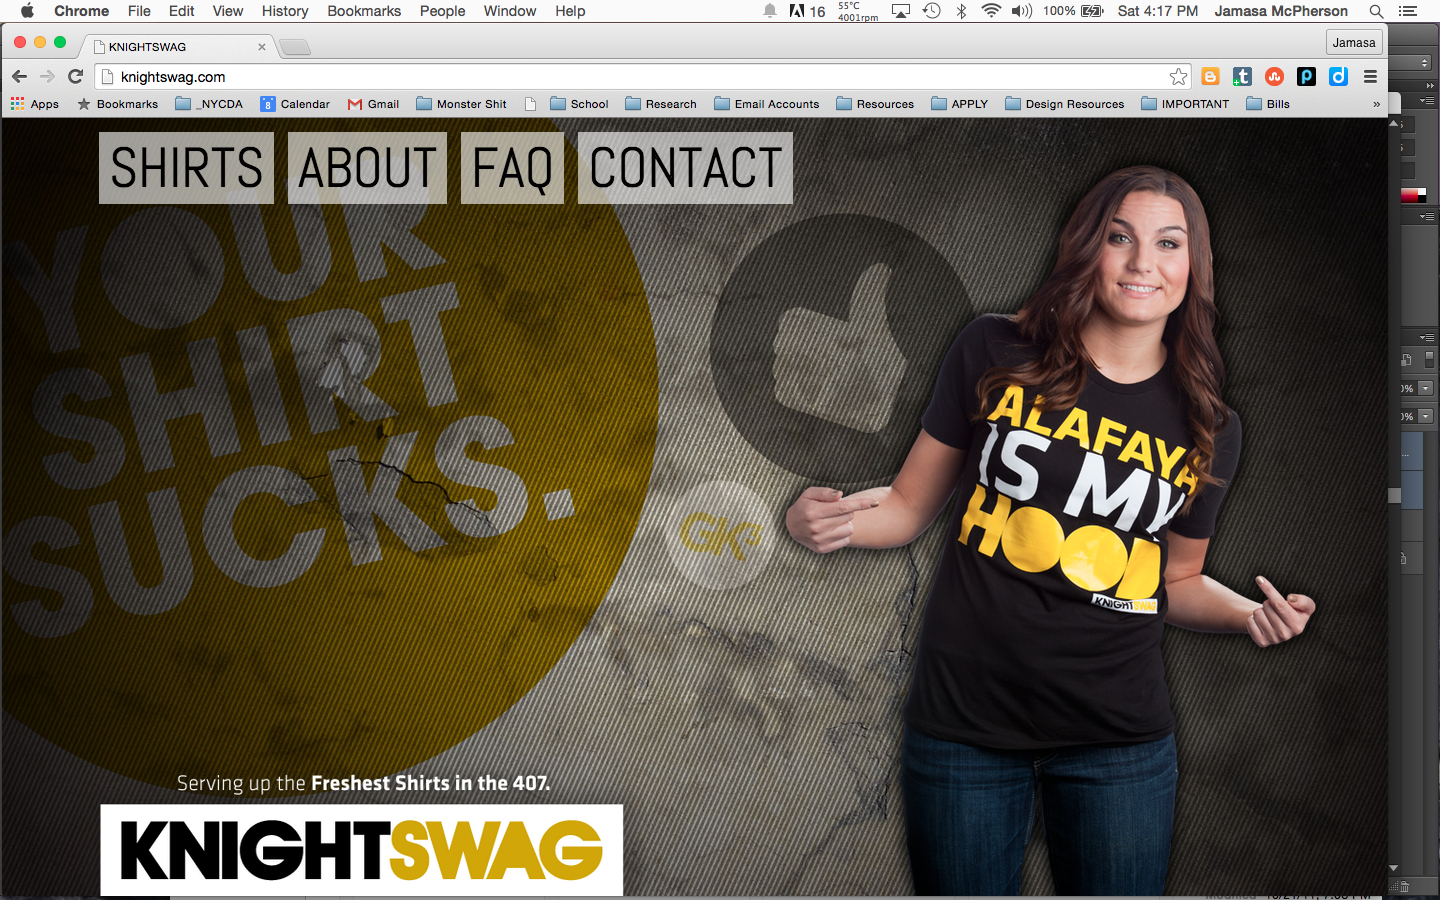 Chrome File Edit View History Bookmarks People Window Help 16 55°C 4001rpm 100% Sat 4:17 PM Jamasa McPherson
KNIGHTSWAG
Jamasa
knightswag.com
Apps Bookmarks _NYCDA 8 Calendar Gmail Monster Shit School Research Email Accounts Resources APPLY Design Resources IMPORTANT Bills »
SHIRTS ABOUT FAQ CONTACT
YOUR
SHIRT
SUCKS.
GK3
ALAFAYA
IS MY
HOOD
KNIGHTSWAG
Serving up the Freshest Shirts in the 407.
KNIGHTSWAG